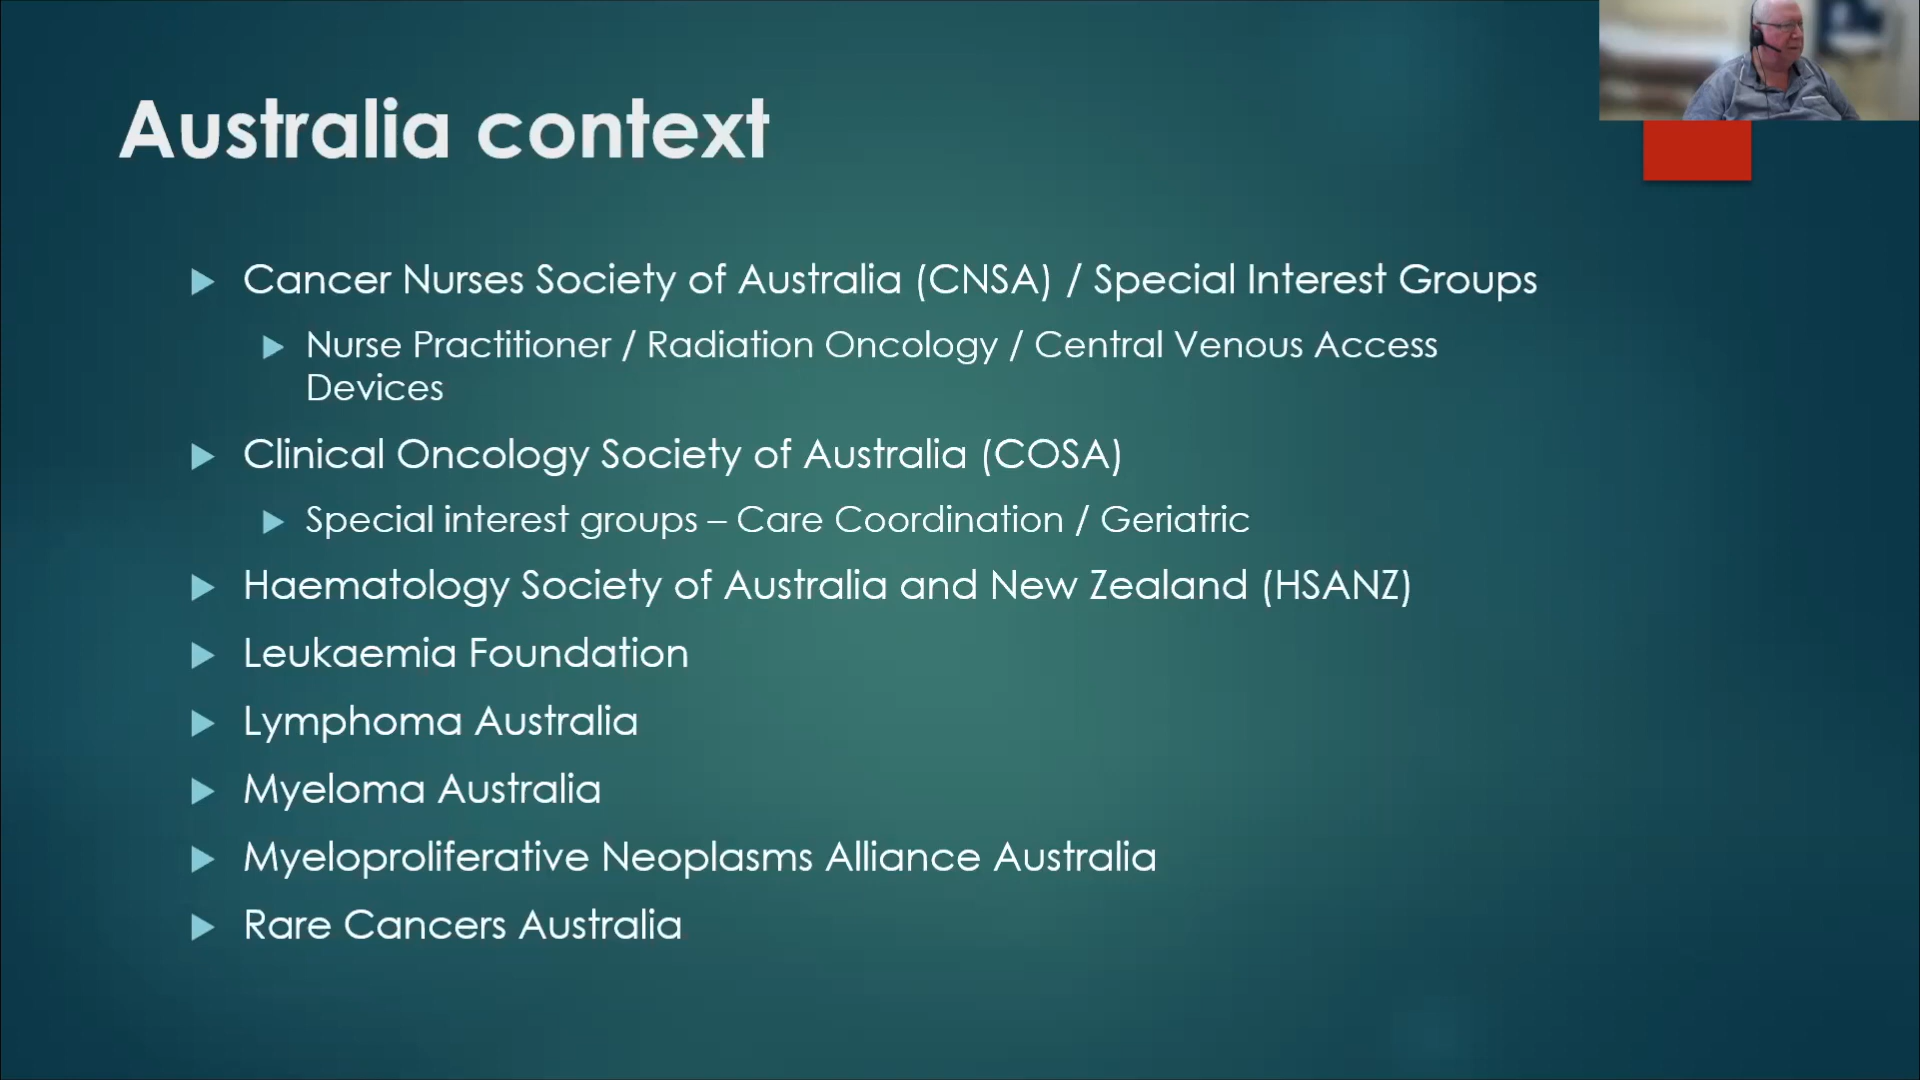 Australia context
Cancer Nurses Society of Australia (CNSA) / Special Interest Groups
Nurse Practitioner / Radiation Oncology / Central Venous Access
Devices
Clinical Oncology Society of Australia (COSA)
Special interest groups – Care Coordination / Geriatric
Haematology Society of Australia and New Zealand (HSANZ)
Leukaemia Foundation
Lymphoma Australia
Myeloma Australia
Myeloproliferative Neoplasms Alliance Australia
Rare Cancers Australia